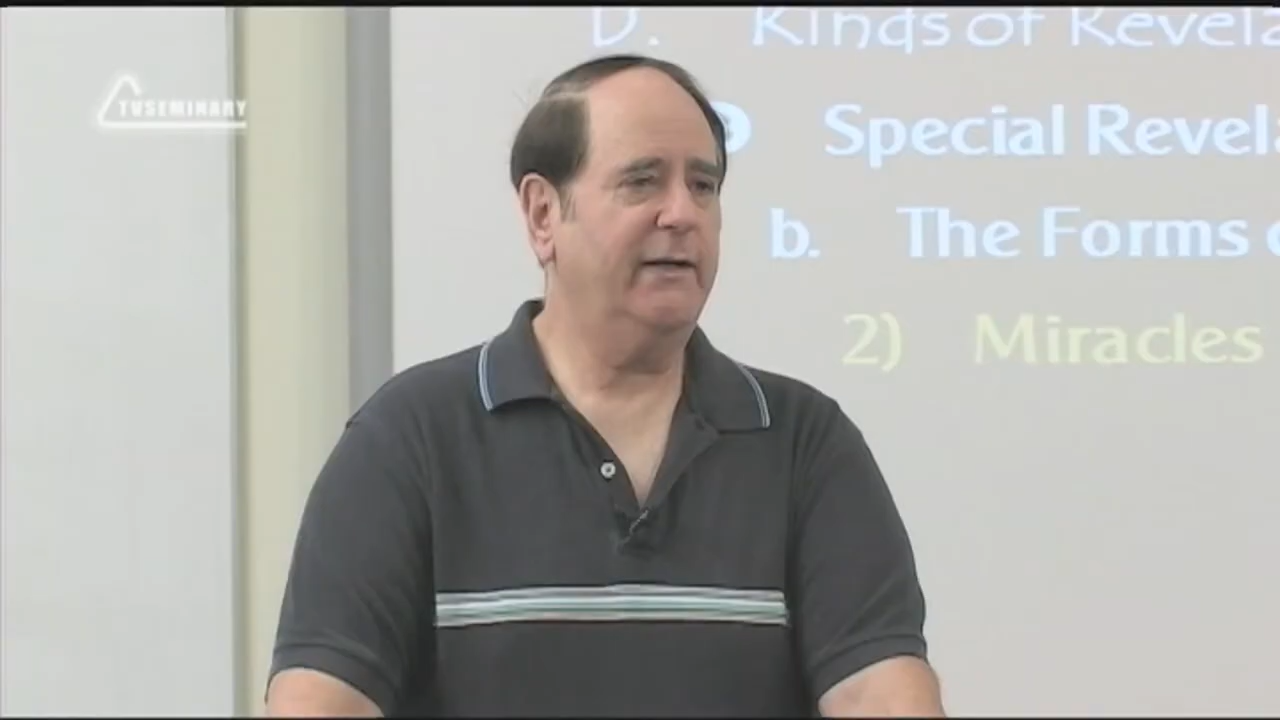 TVSEMINARY
D. Kinds of Revela
Special Revela
b. The Forms o
2) Miracles